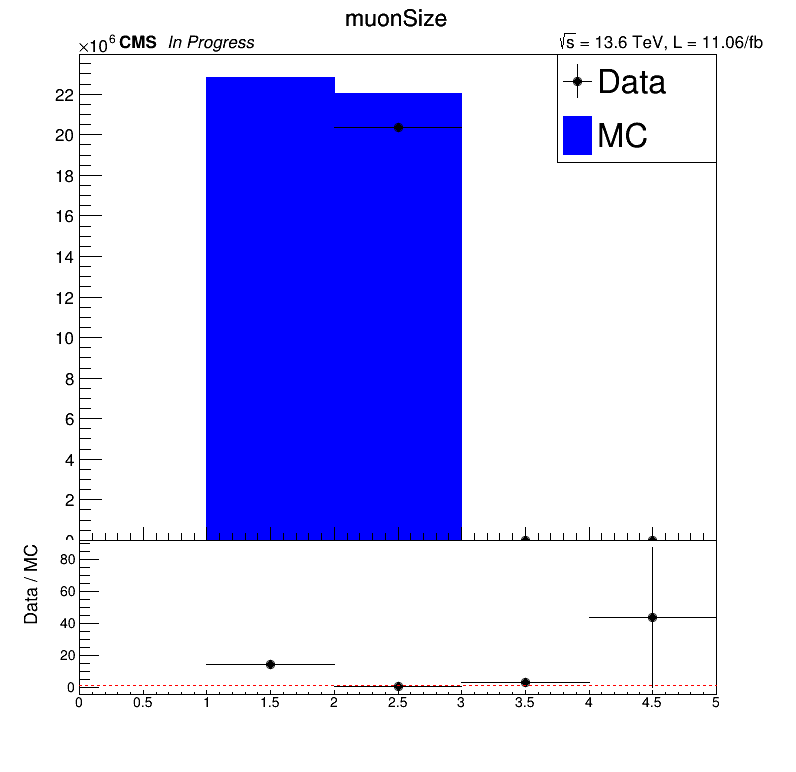 muonSize
×10⁶ CMS In Progress √s = 13.6 TeV, L = 11.06/fb
Data
MC
22
20
18
16
14
12
10
8
6
4
2
0
Data / MC
80
60
40
20
0
0 0.5 1 1.5 2 2.5 3 3.5 4 4.5 5